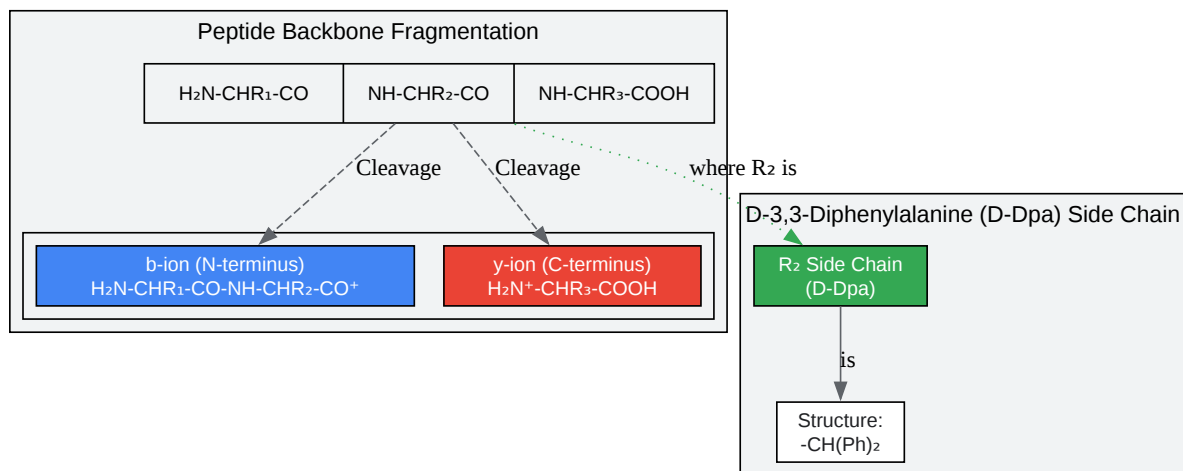 Peptide Backbone Fragmentation
H₂N-CHR₁-CO
NH-CHR₂-CO
NH-CHR₃-COOH
Cleavage
Cleavage
where R₂ is
b-ion (N-terminus)
H₂N-CHR₁-CO-NH-CHR₂-CO⁺
y-ion (C-terminus)
H₂N⁺-CHR₃-COOH
D-3,3-Diphenylalanine (D-Dpa) Side Chain
R₂ Side Chain
(D-Dpa)
is
Structure:
-CH(Ph)₂